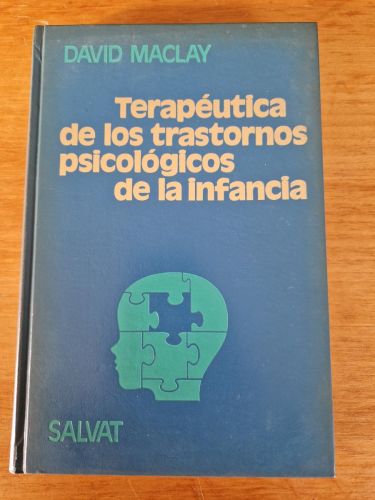 DAVID MACLAY
Terapéutica
de los trastornos
psicológicos
de la infancia
SALVAT